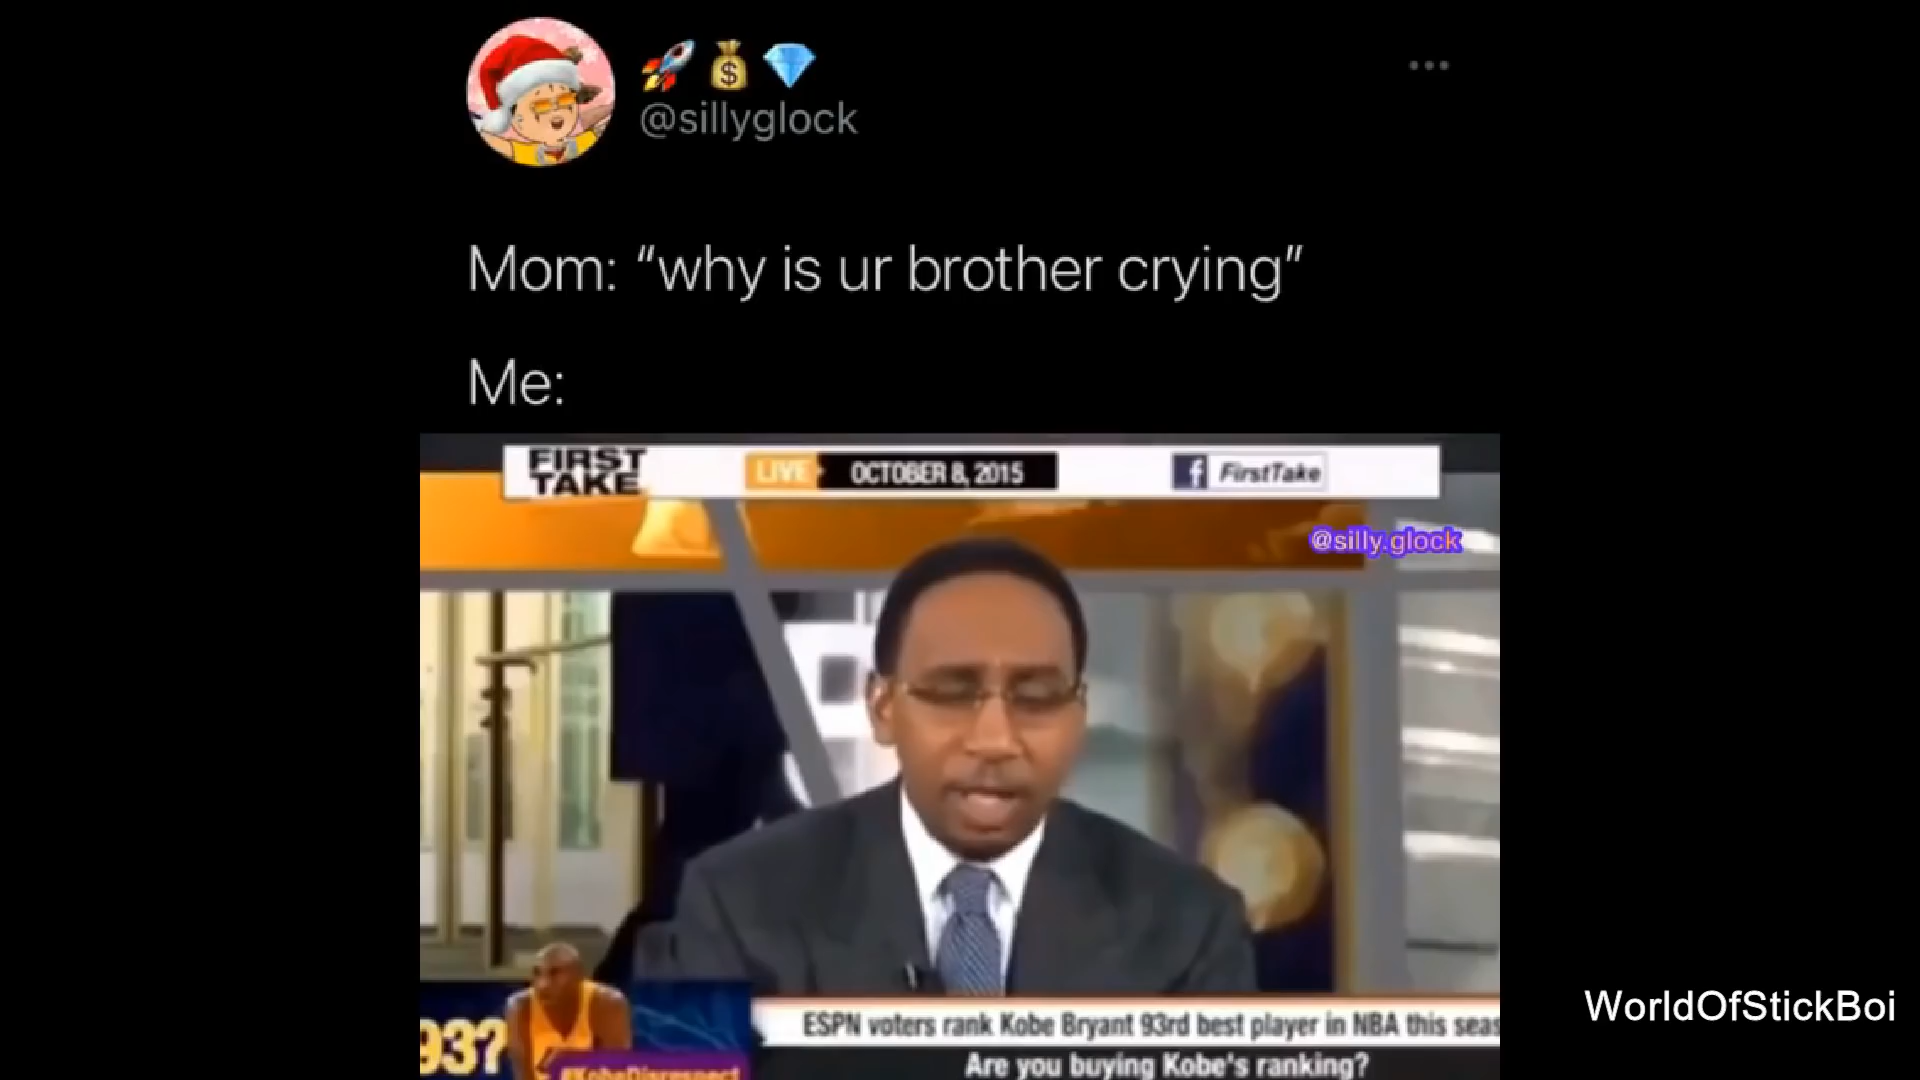 @sillyglock
Mom: “why is ur brother crying”
Me:
FIRST
TAKE
LIVE
OCTOBER 8, 2015
f FirstTake
@silly.glock
93?
#KobeDisrespect
ESPN voters rank Kobe Bryant 93rd best player in NBA this seas
Are you buying Kobe's ranking?
WorldOfStickBoi